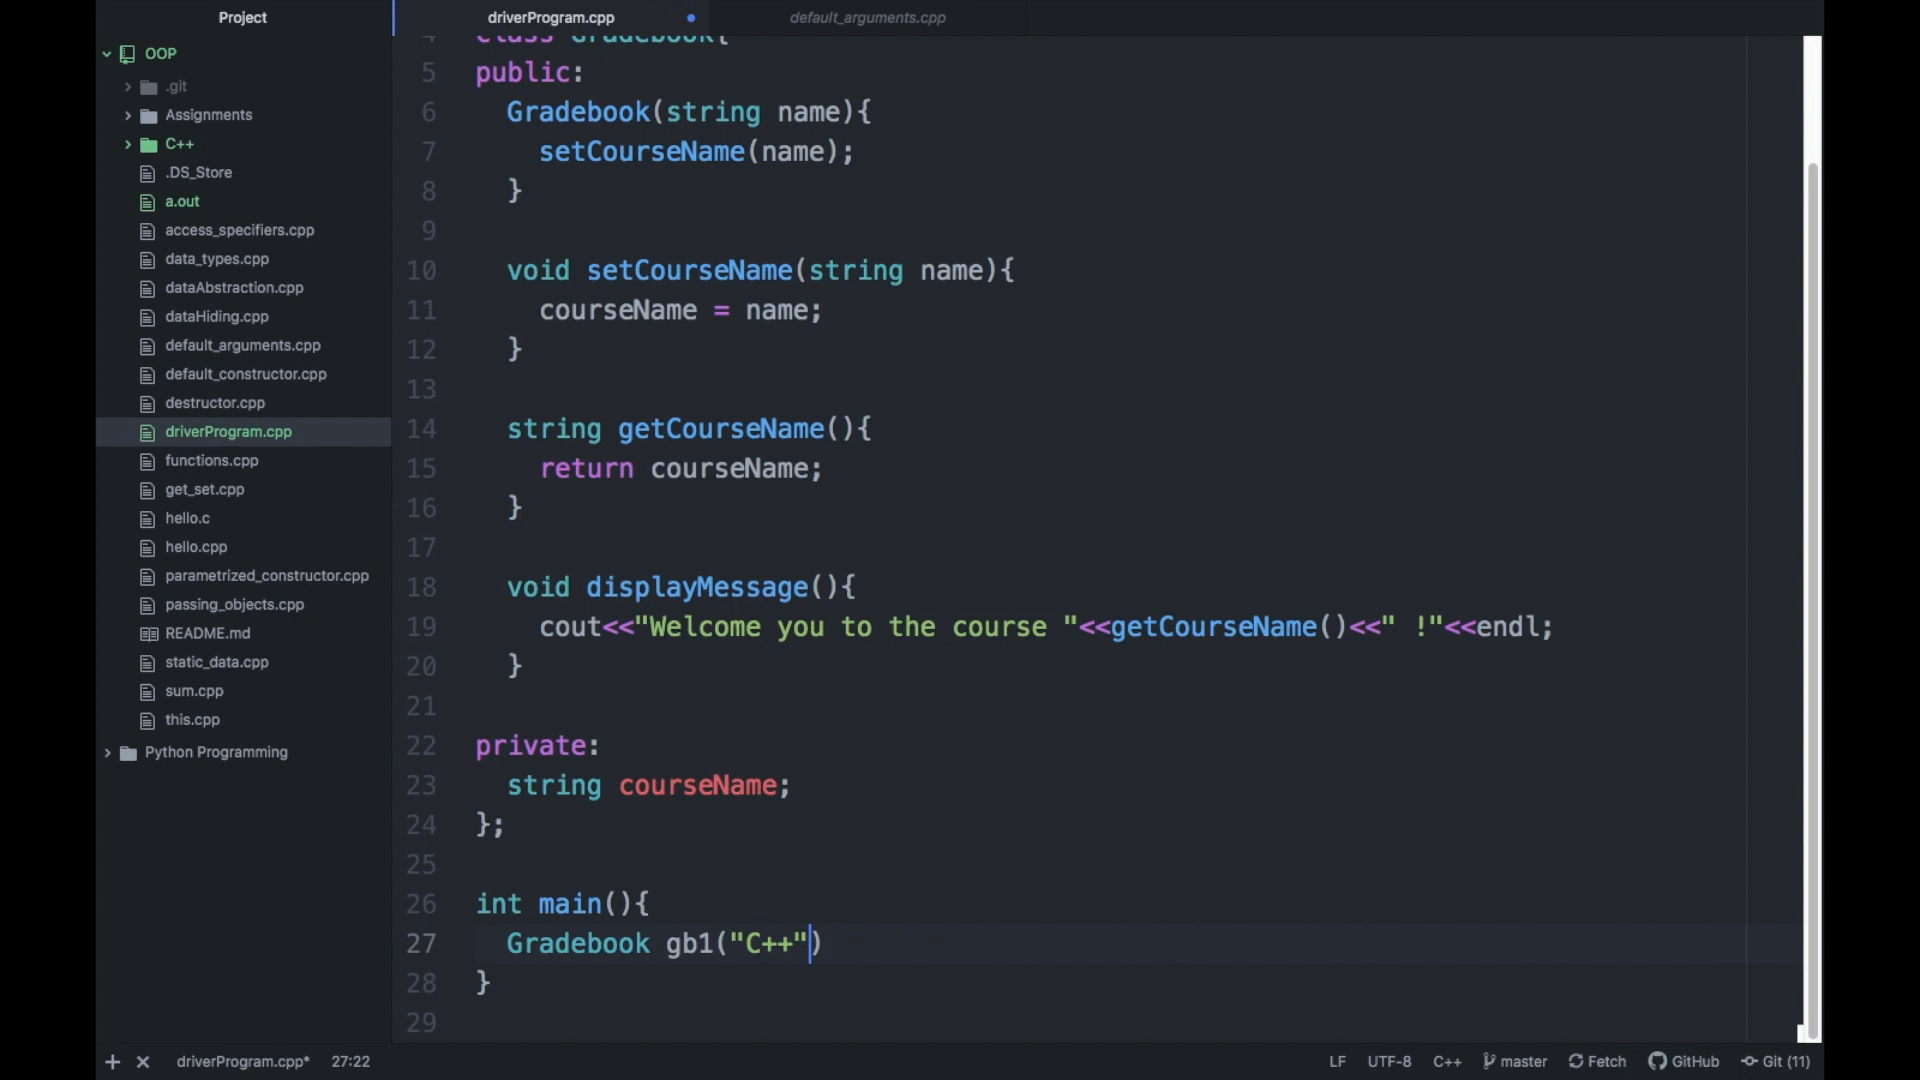 Project
driverProgram.cpp
default_arguments.cpp
OOP
.git
Assignments
C++
.DS_Store
a.out
access_specifiers.cpp
data_types.cpp
dataAbstraction.cpp
dataHiding.cpp
default_arguments.cpp
default_constructor.cpp
destructor.cpp
driverProgram.cpp
functions.cpp
get_set.cpp
hello.c
hello.cpp
parametrized_constructor.cpp
passing_objects.cpp
README.md
static_data.cpp
sum.cpp
this.cpp
Python Programming
4 class Gradebook{
5 public:
6 Gradebook(string name){
7 setCourseName(name);
8 }
9
10 void setCourseName(string name){
11 courseName = name;
12 }
13
14 string getCourseName(){
15 return courseName;
16 }
17
18 void displayMessage(){
19 cout<<"Welcome you to the course "<<getCourseName()<<" !"<<endl;
20 }
21
22 private:
23 string courseName;
24 };
25
26 int main(){
27 Gradebook gb1("C++")
28 }
29
driverProgram.cpp* 27:22
LF UTF-8 C++ master Fetch GitHub Git (11)